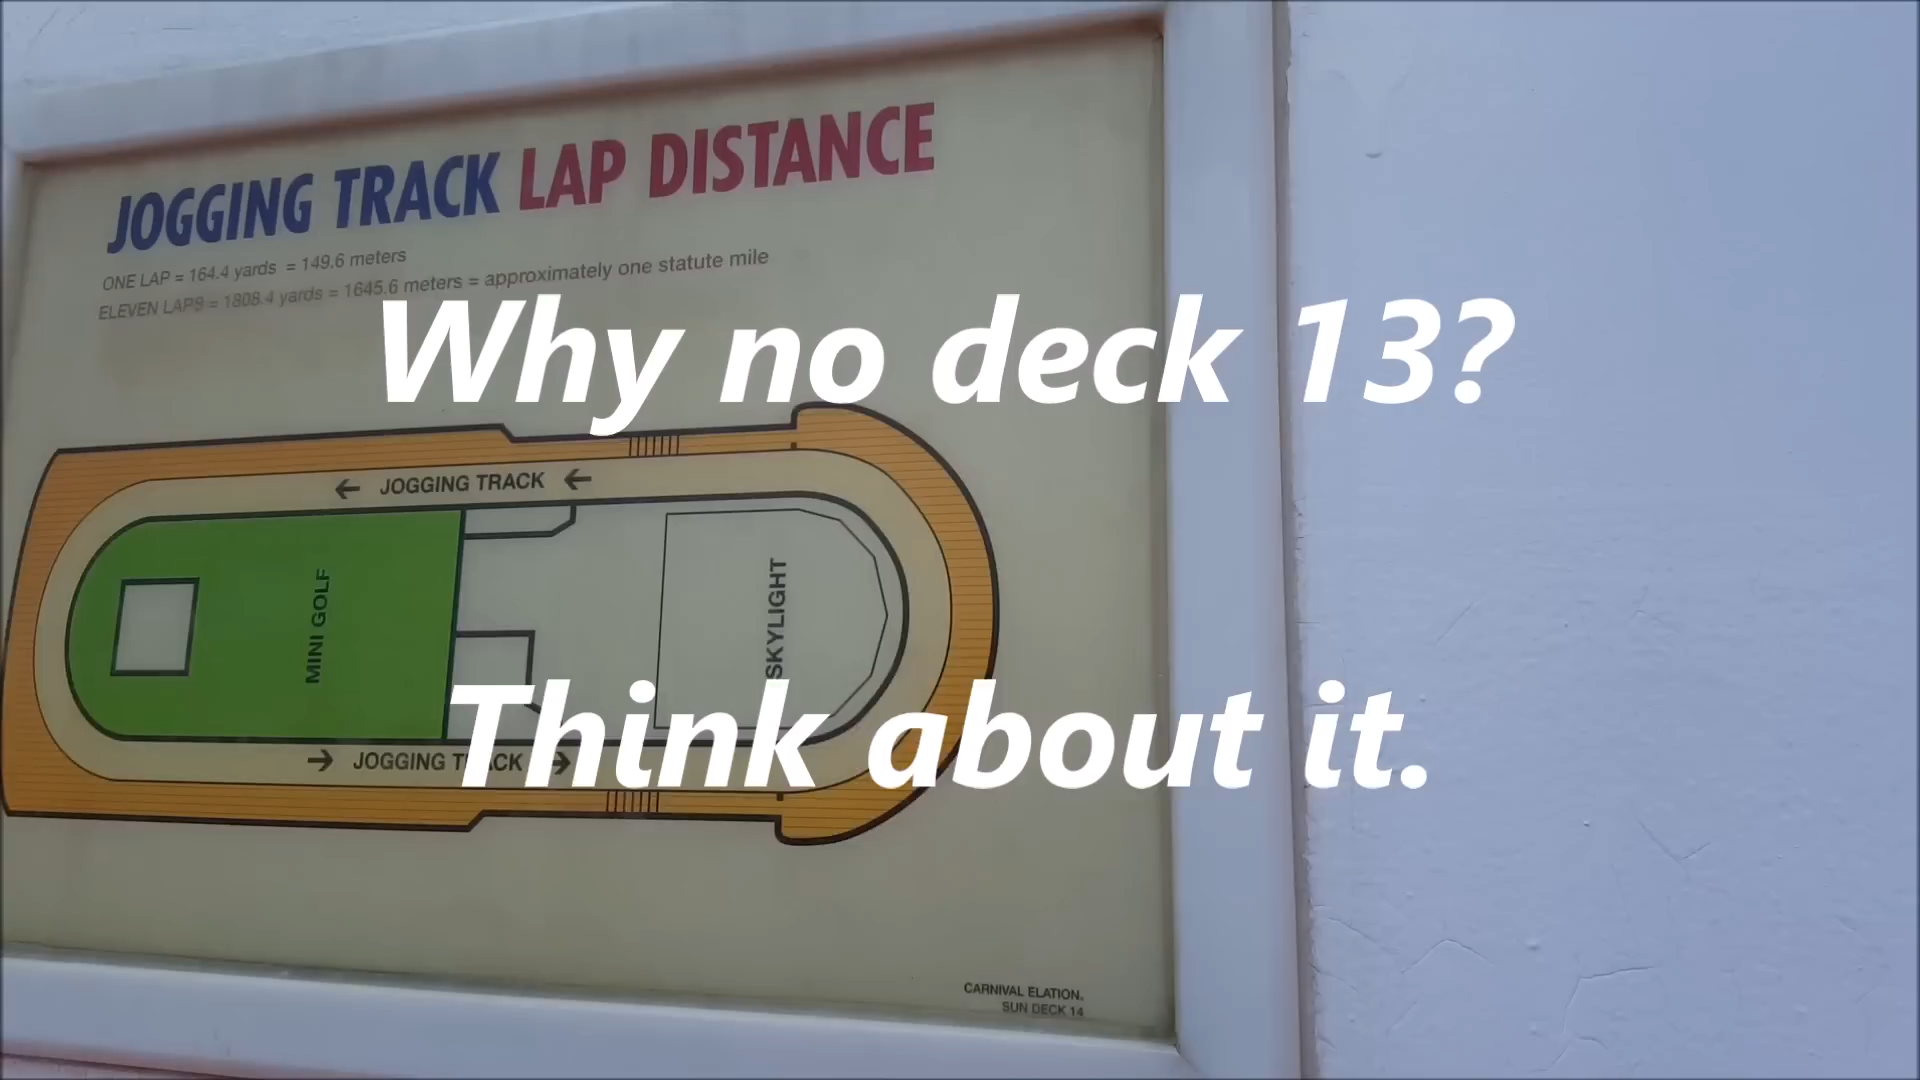 JOGGING TRACK LAP DISTANCE
ONE LAP = 164.4 yards = 149.6 meters
ELEVEN LAPS = 1808.4 yards = 1645.6 meters = approximately one statute mile
Why no deck 13?
← JOGGING TRACK ←
MINI GOLF
SKYLIGHT
Think about it.
→ JOGGING TRACK →
CARNIVAL ELATION.
SUN DECK 14